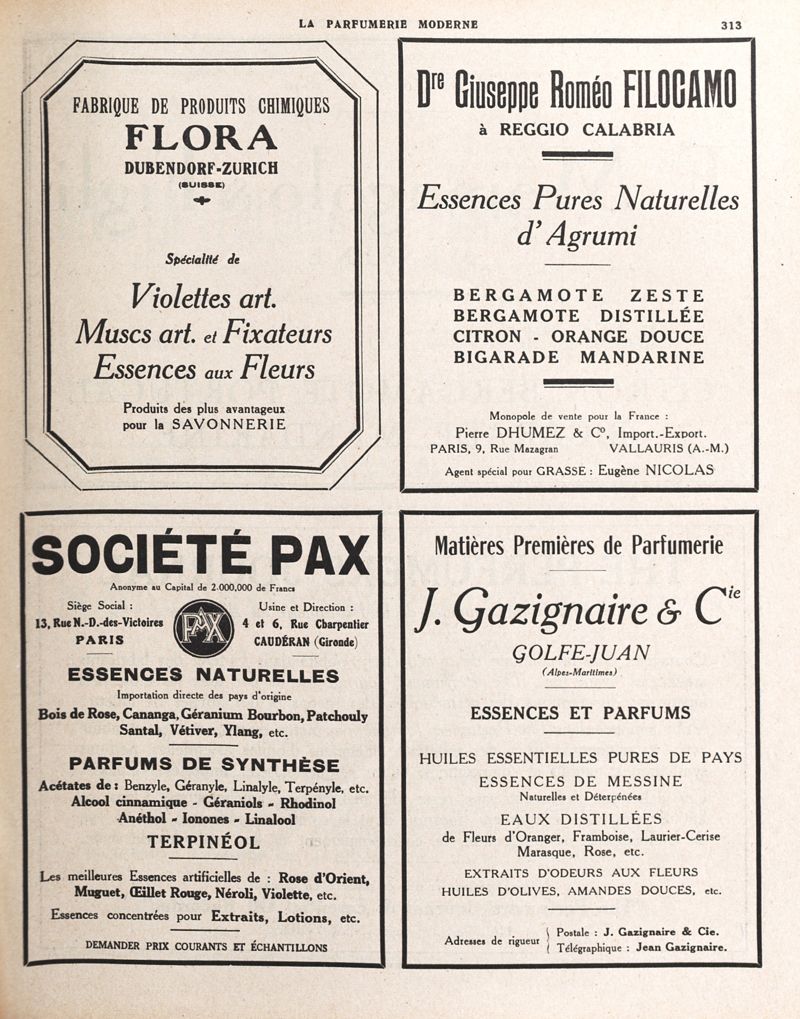 LA PARFUMERIE MODERNE 313
FABRIQUE DE PRODUITS CHIMIQUES
FLORA
DUBENDORF-ZURICH
(SUISSE)
Spécialité de
Violettes art.
Muscs art. et Fixateurs
Essences aux Fleurs
Produits des plus avantageux
pour la SAVONNERIE
Dre Giuseppe Roméo FILOCAMO
à REGGIO CALABRIA
Essences Pures Naturelles
d'Agrumi
BERGAMOTE ZESTE
BERGAMOTE DISTILLÉE
CITRON - ORANGE DOUCE
BIGARADE MANDARINE
Monopole de vente pour la France :
Pierre DHUMEZ & Co, Import.-Export.
PARIS, 9, Rue Mazagran VALLAURIS (A.-M.)
Agent spécial pour GRASSE : Eugène NICOLAS
SOCIÉTÉ PAX
Anonyme au Capital de 2.000,000 de Francs
Siège Social :
13, Rue N.-D.-des-Victoires
PARIS
PAX
Usine et Direction :
4 et 6, Rue Charpentier
CAUDÉRAN (Gironde)
ESSENCES NATURELLES
Importation directe des pays d'origine
Bois de Rose, Cananga, Géranium Bourbon, Patchouly
Santal, Vétiver, Ylang, etc.
PARFUMS DE SYNTHÈSE
Acétates de : Benzyle, Géranyle, Linalyle, Terpényle, etc.
Alcool cinnamique - Géraniols - Rhodinol
Anéthol - Ionones - Linalool
TERPINÉOL
Les meilleures Essences artificielles de : Rose d'Orient,
Muguet, Œillet Rouge, Néroli, Violette, etc.
Essences concentrées pour Extraits, Lotions, etc.
DEMANDER PRIX COURANTS ET ÉCHANTILLONS
Matières Premières de Parfumerie
J. Gazignaire & Cie
GOLFE-JUAN
(Alpes-Maritimes)
ESSENCES ET PARFUMS
HUILES ESSENTIELLES PURES DE PAYS
ESSENCES DE MESSINE
Naturelles et Déterpénées
EAUX DISTILLÉES
de Fleurs d'Oranger, Framboise, Laurier-Cerise
Marasque, Rose, etc.
EXTRAITS D'ODEURS AUX FLEURS
HUILES D'OLIVES, AMANDES DOUCES, etc.
Adresses de rigueur
Postale : J. Gazignaire & Cie.
Télégraphique : Jean Gazignaire.